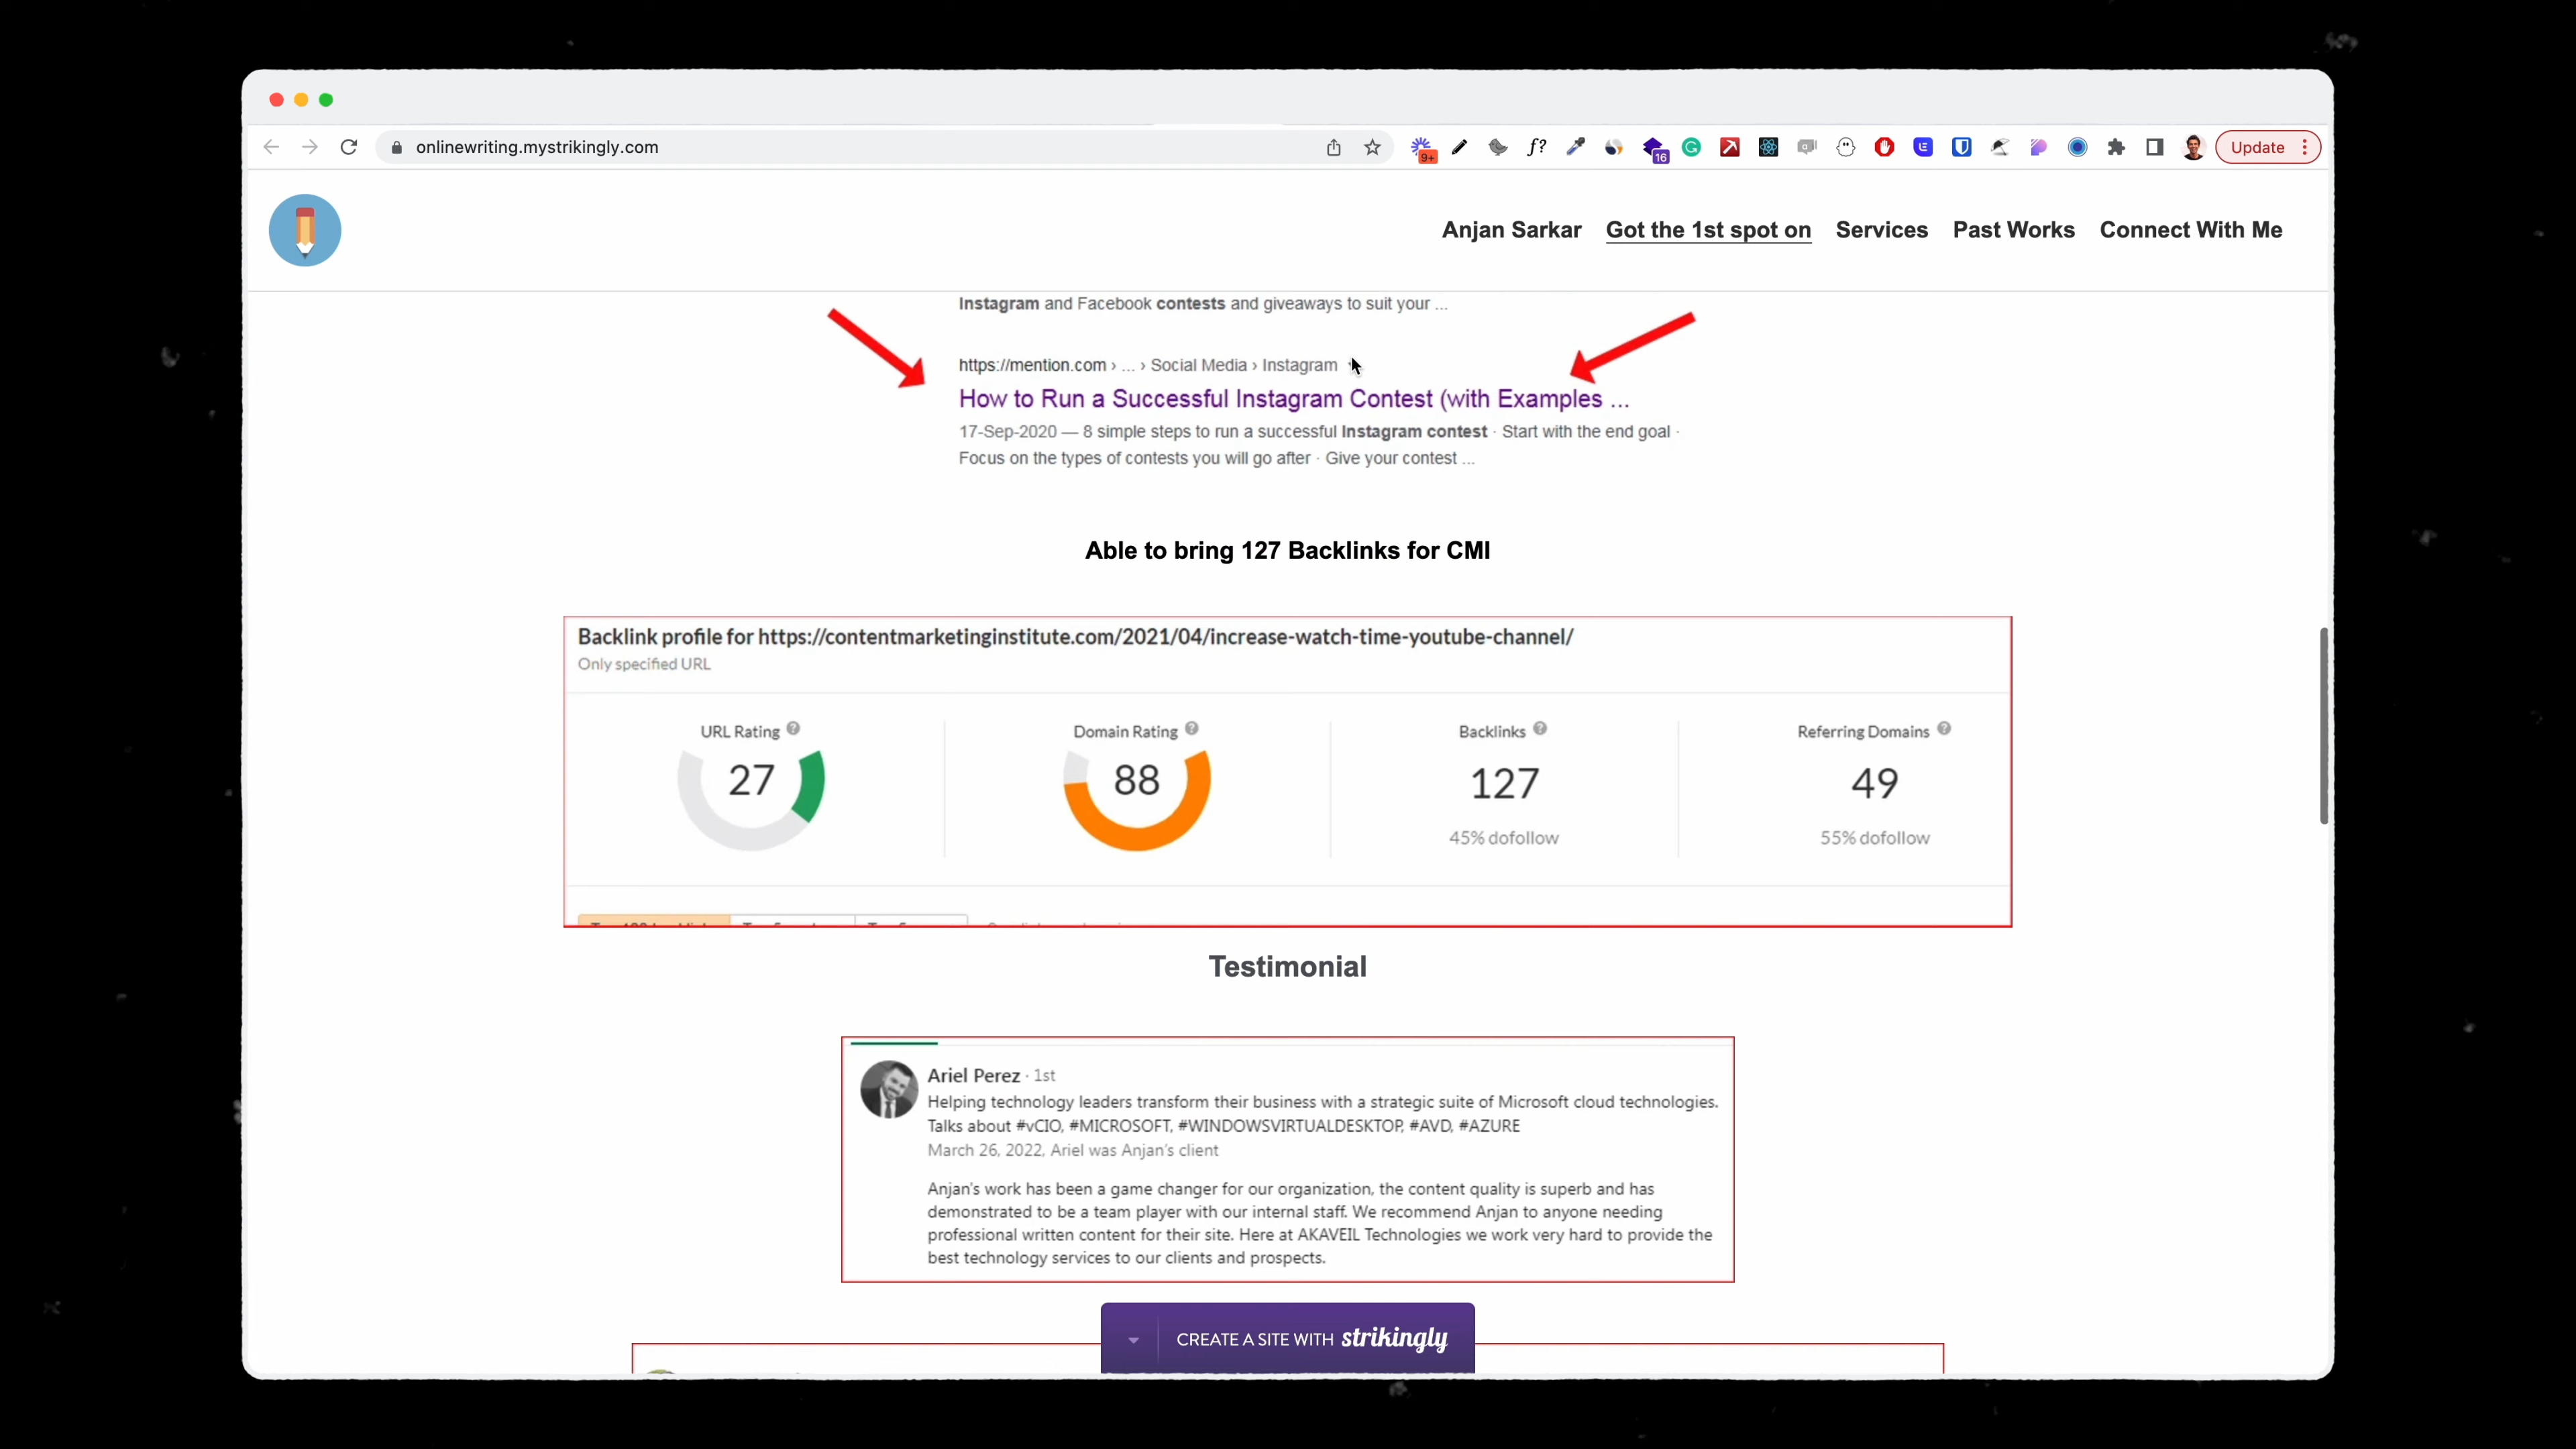 onlinewriting.mystrikingly.com
9+
f?
16
Update
Anjan Sarkar
Got the 1st spot on
Services
Past Works
Connect With Me
Instagram and Facebook contests and giveaways to suit your ...
https://mention.com › ... › Social Media › Instagram
How to Run a Successful Instagram Contest (with Examples ...
17-Sep-2020 — 8 simple steps to run a successful Instagram contest · Start with the end goal ·
Focus on the types of contests you will go after · Give your contest ...
Able to bring 127 Backlinks for CMI
Backlink profile for https://contentmarketinginstitute.com/2021/04/increase-watch-time-youtube-channel/
Only specified URL
URL Rating
27
Domain Rating
88
Backlinks
127
45% dofollow
Referring Domains
49
55% dofollow
Testimonial
Ariel Perez · 1st
Helping technology leaders transform their business with a strategic suite of Microsoft cloud technologies.
Talks about #vCIO, #MICROSOFT, #WINDOWSVIRTUALDESKTOP, #AVD, #AZURE
March 26, 2022, Ariel was Anjan's client
Anjan's work has been a game changer for our organization, the content quality is superb and has
demonstrated to be a team player with our internal staff. We recommend Anjan to anyone needing
professional written content for their site. Here at AKAVEIL Technologies we work very hard to provide the
best technology services to our clients and prospects.
CREATE A SITE WITH strikingly